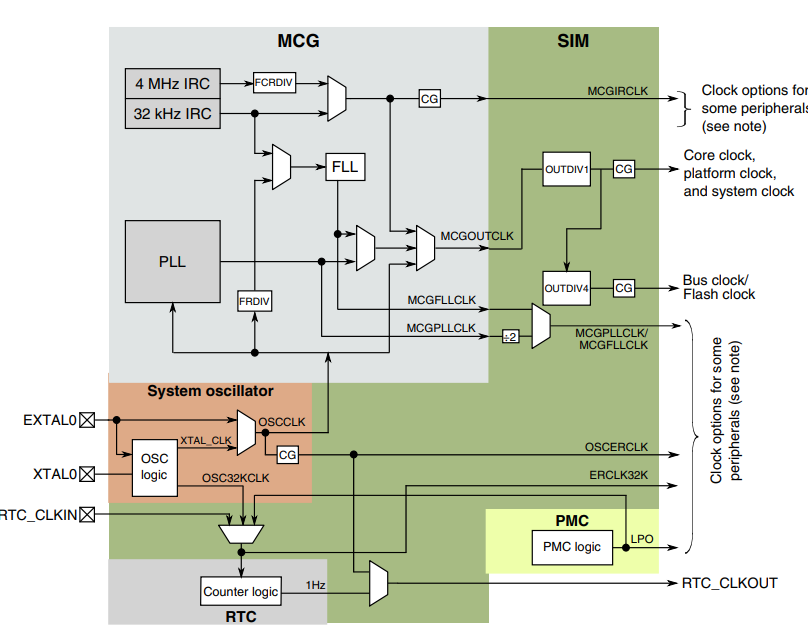 MCG
SIM
4 MHz IRC
FCRDIV
32 kHz IRC
CG
MCGIRCLK
Clock options for
some peripherals
(see note)
FLL
OUTDIV1
CG
Core clock,
platform clock,
and system clock
PLL
MCGOUTCLK
FRDIV
OUTDIV4
CG
Bus clock/
Flash clock
MCGFLLCLK
MCGPLLCLK
÷2
MCGPLLCLK/
MCGFLLCLK
Clock options for some
peripherals (see note)
System oscillator
EXTAL0
OSCCLK
XTAL_CLK
OSC
logic
CG
OSCERCLK
XTAL0
OSC32KCLK
ERCLK32K
RTC_CLKIN
PMC
PMC logic
LPO
Counter logic
1Hz
RTC_CLKOUT
RTC